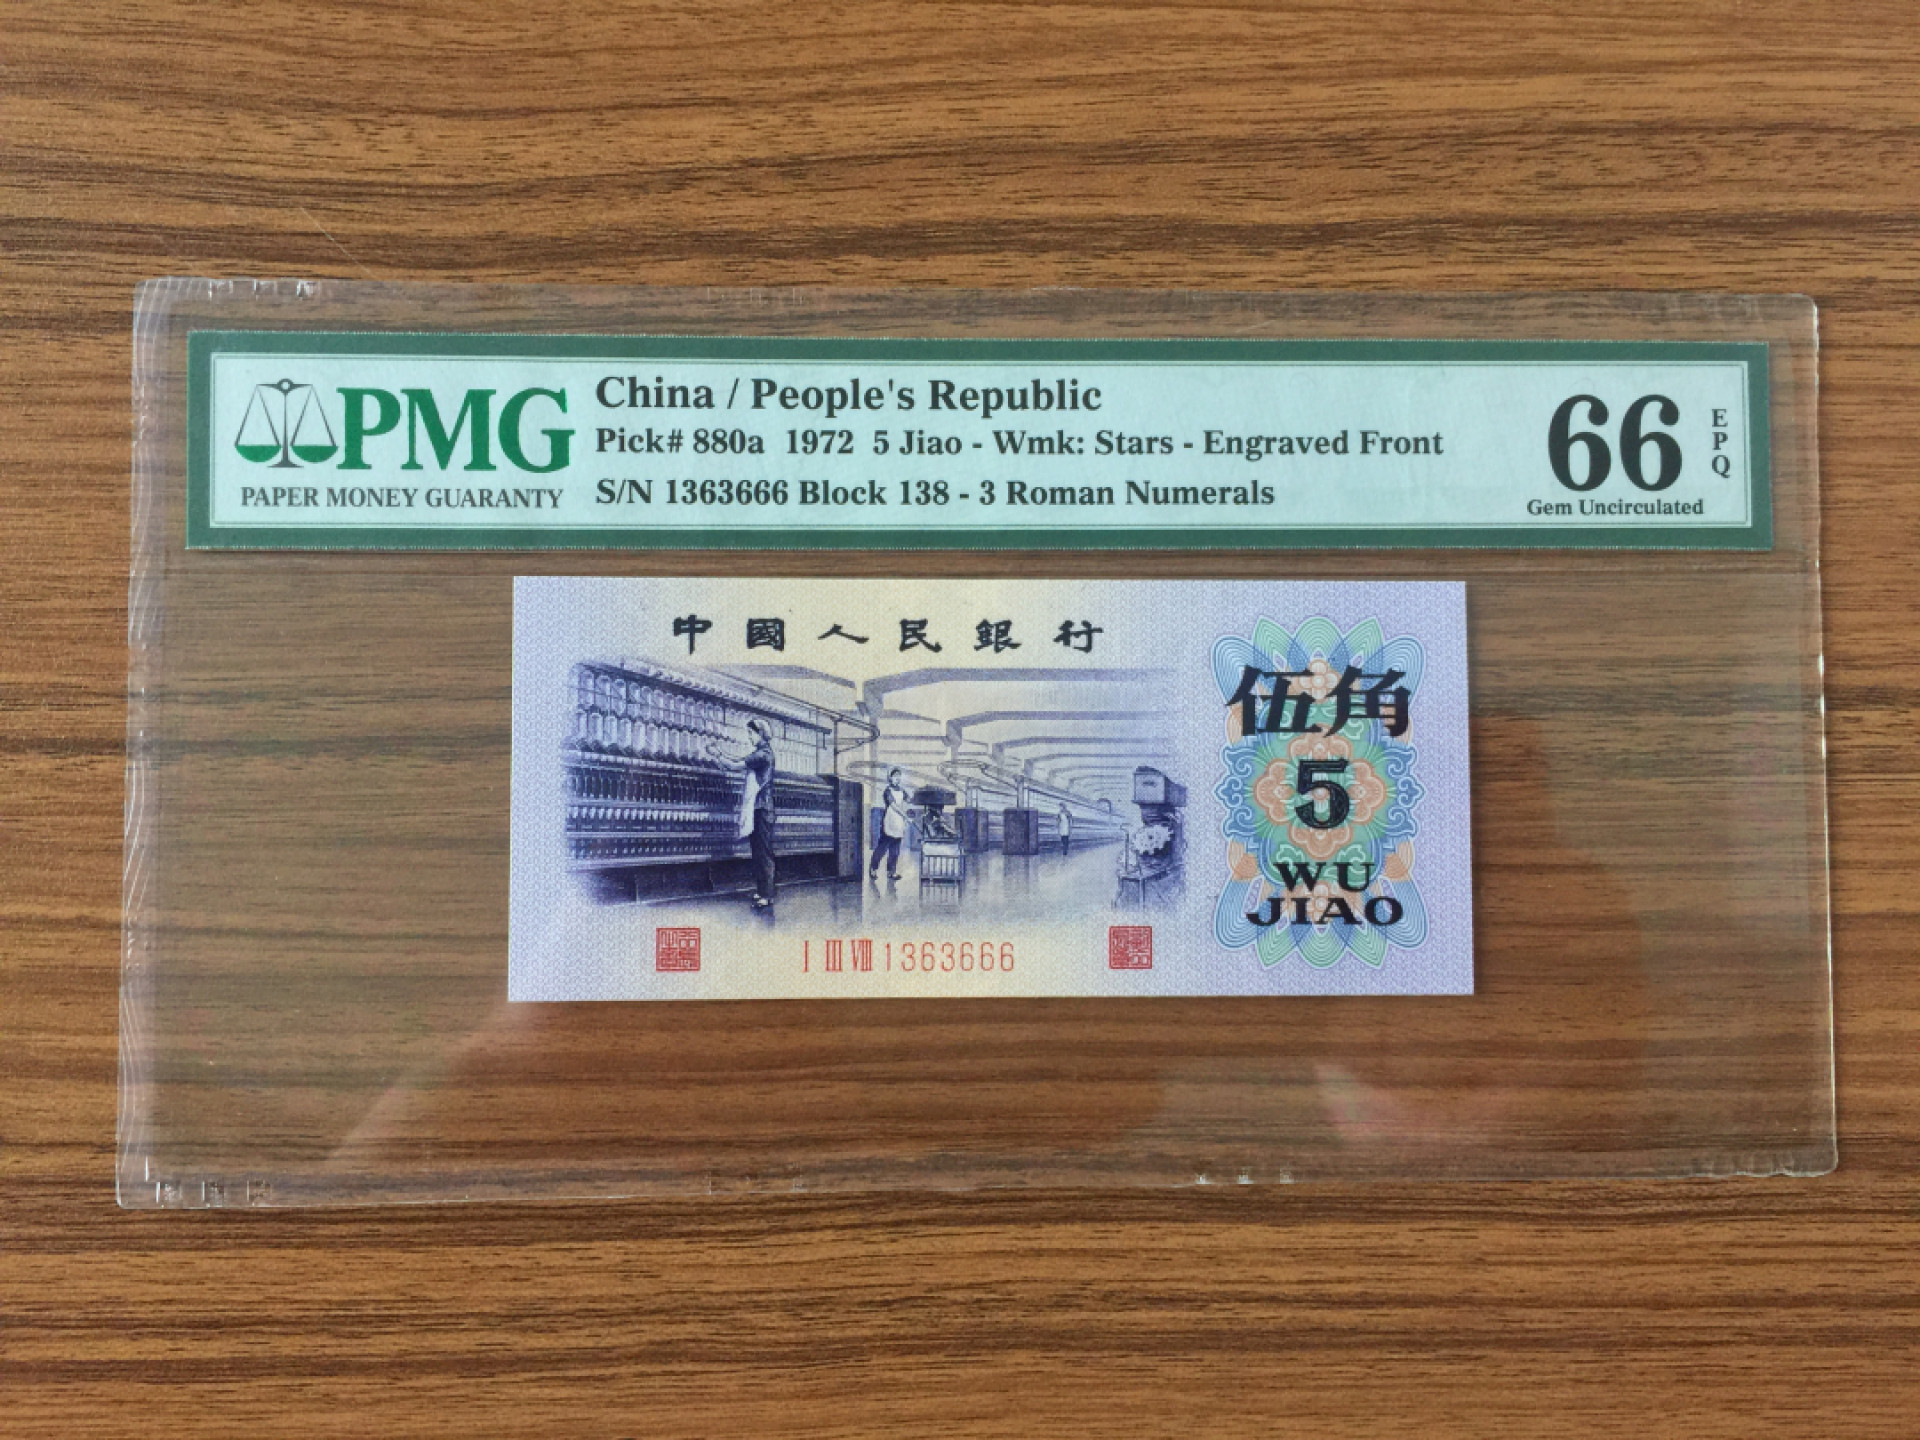 PMG
PAPER MONEY GUARANTY
China / People's Republic
Pick# 880a 1972 5 Jiao - Wmk: Stars - Engraved Front
S/N 1363666 Block 138 - 3 Roman Numerals
66
EPQ
Gem Uncirculated
中國人民銀行
伍角
5
WU
JIAO
I III VIII 1363666